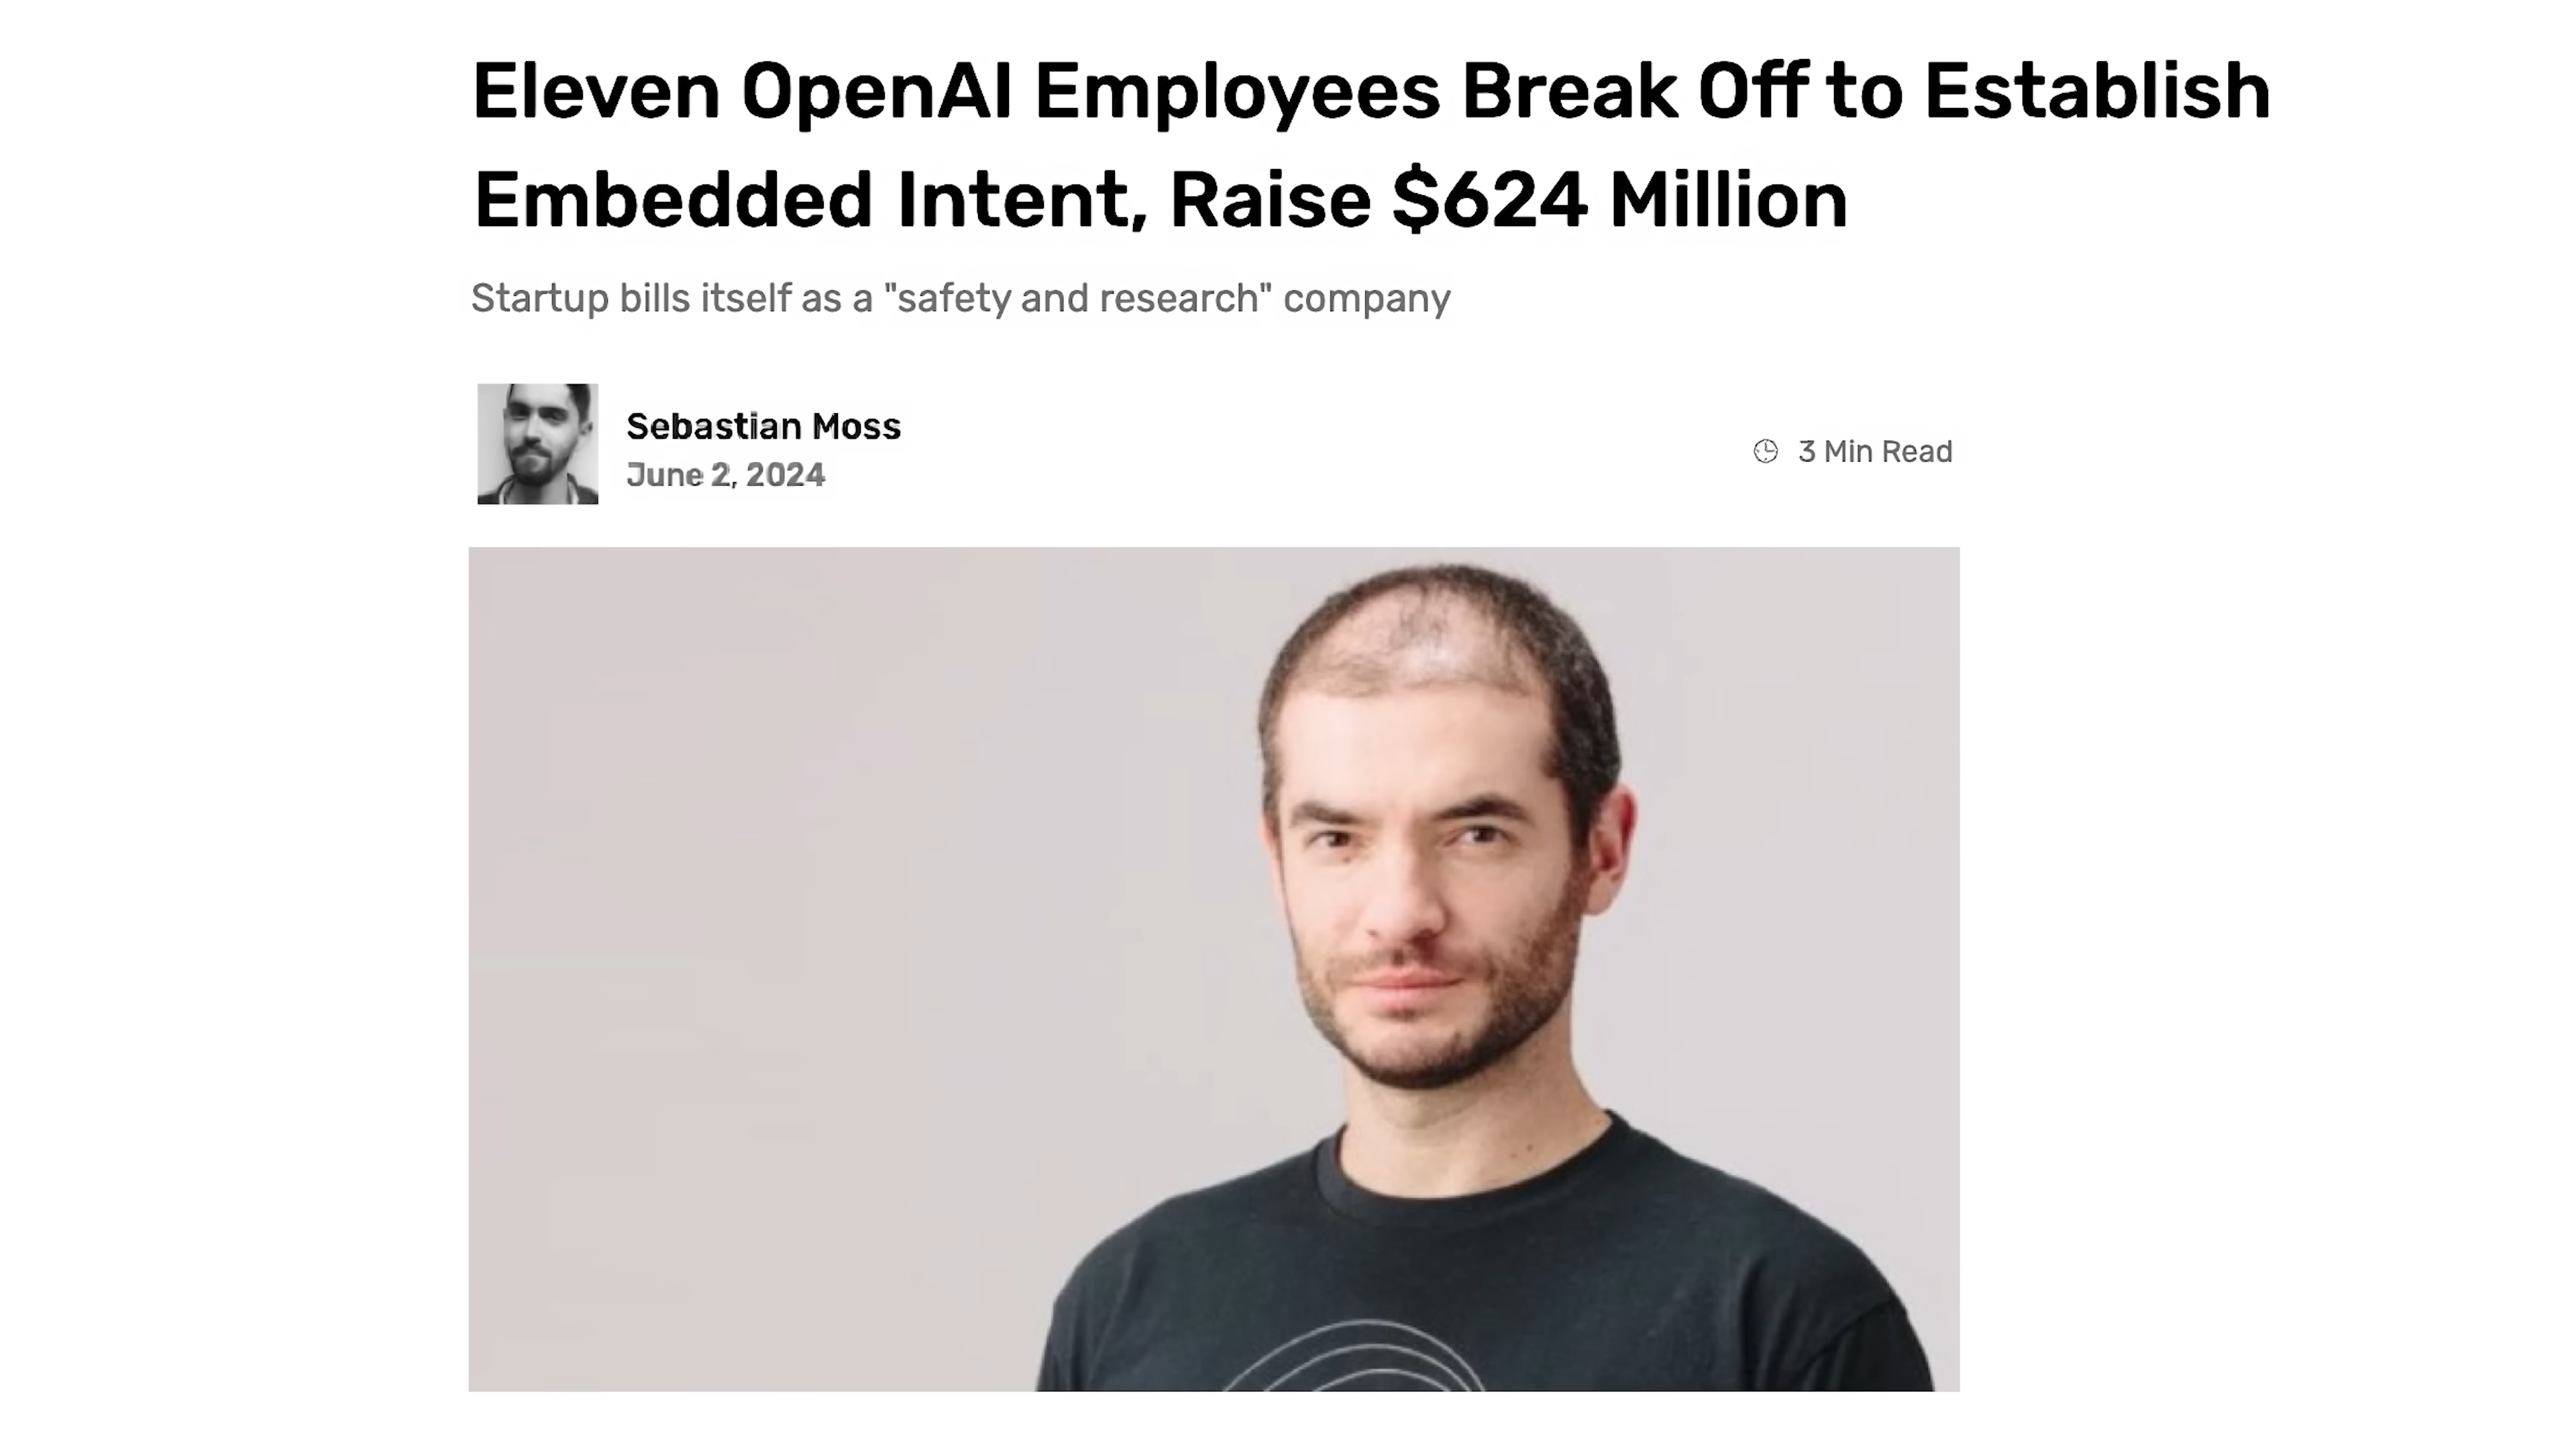 Eleven OpenAI Employees Break Off to Establish
Embedded Intent, Raise $624 Million
Startup bills itself as a "safety and research" company
Sebastian Moss
June 2, 2024
3 Min Read